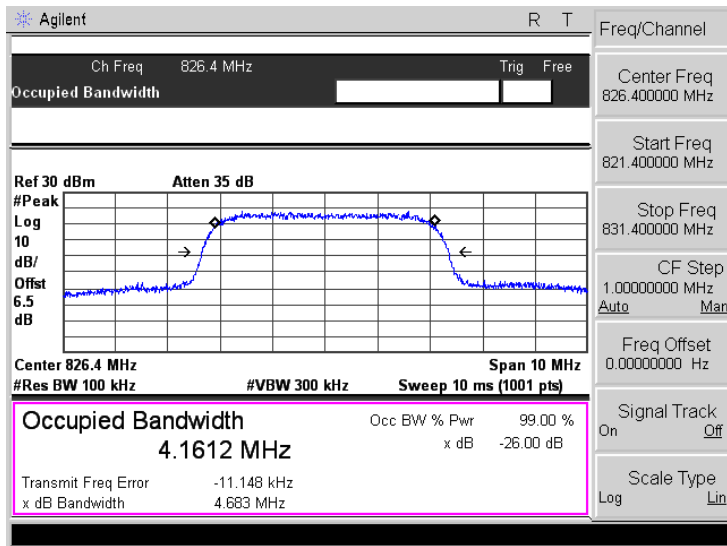 Agilent
R T
Ch Freq 826.4 MHz Trig Free
Occupied Bandwidth
Ref 30 dBm Atten 35 dB
#Peak
Log
10
dB/
Offst
6.5
dB
Center 826.4 MHz Span 10 MHz
#Res BW 100 kHz #VBW 300 kHz Sweep 10 ms (1001 pts)
Occupied Bandwidth
4.1612 MHz
Occ BW % Pwr 99.00 %
x dB -26.00 dB
Transmit Freq Error -11.148 kHz
x dB Bandwidth 4.683 MHz
Freq/Channel
Center Freq
826.400000 MHz
Start Freq
821.400000 MHz
Stop Freq
831.400000 MHz
CF Step
1.00000000 MHz
Auto Man
Freq Offset
0.00000000 Hz
Signal Track
On Off
Scale Type
Log Lin